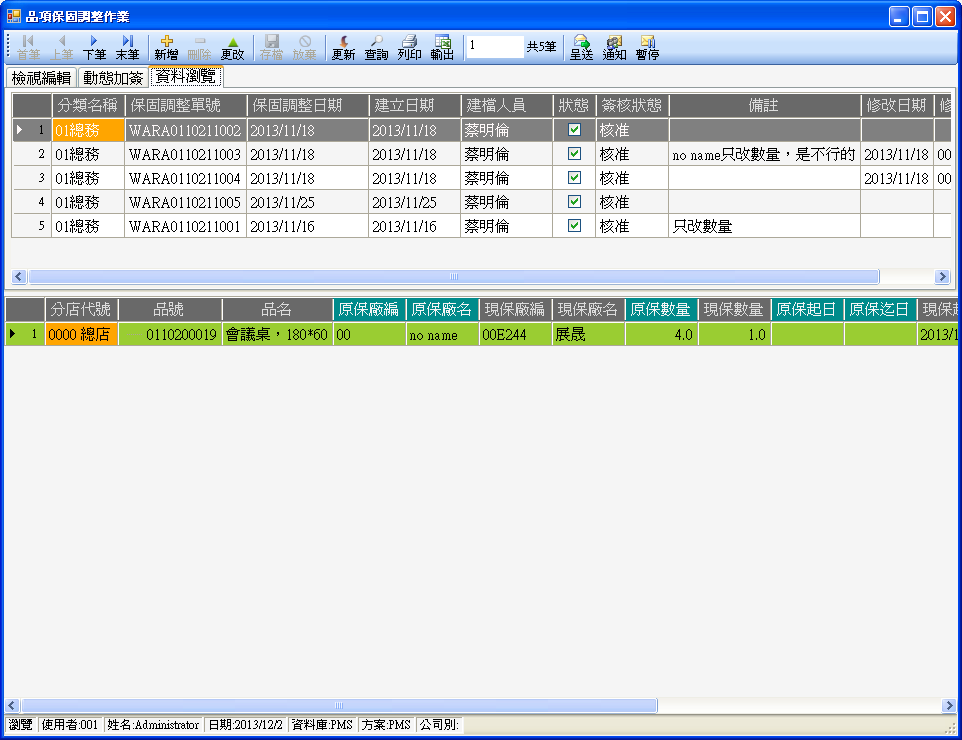 品項保固調整作業
首筆 上筆 下筆 末筆 新增 刪除 更改 存檔 放棄 更新 查詢 列印 輸出 1 共5筆 呈送 通知 暫停
檢視編輯 動態加簽 資料瀏覽
分類名稱 保固調整單號 保固調整日期 建立日期 建檔人員 狀態 簽核狀態 備註 修改日期 修
1 01總務 WARA0110211002 2013/11/18 2013/11/18 蔡明倫 核准
2 01總務 WARA0110211003 2013/11/18 2013/11/18 蔡明倫 核准 no name只改數量，是不行的 2013/11/18 00
3 01總務 WARA0110211004 2013/11/18 2013/11/18 蔡明倫 核准 2013/11/18 00
4 01總務 WARA0110211005 2013/11/25 2013/11/25 蔡明倫 核准
5 01總務 WARA0110211001 2013/11/16 2013/11/16 蔡明倫 核准 只改數量
分店代號 品號 品名 原保廠編 原保廠名 現保廠編 現保廠名 原保數量 現保數量 原保起日 原保迄日 現保起
1 0000 總店 0110200019 會議桌，180*60 00 no name 00E244 展晟 4.0 1.0 2013/1
瀏覽 使用者:001 姓名:Administrator 日期:2013/12/2 資料庫:PMS 方案:PMS 公司別: